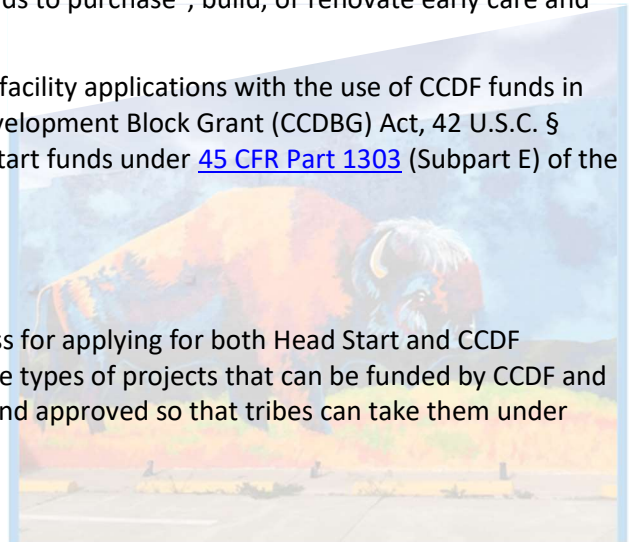 to purchase , build, or renovate early care and
facility applications with the use of CCDF funds in
velopment Block Grant (CCDBG) Act, 42 U.S.C. §
tart funds under 45 CFR Part 1303 (Subpart E) of the
ss for applying for both Head Start and CCDF
e types of projects that can be funded by CCDF and
nd approved so that tribes can take them under